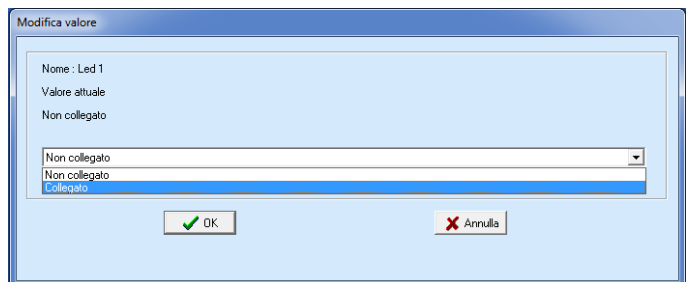 Modifica valore
Nome : Led 1
Valore attuale
Non collegato
Non collegato
Non collegato
Collegato
OK
Annulla